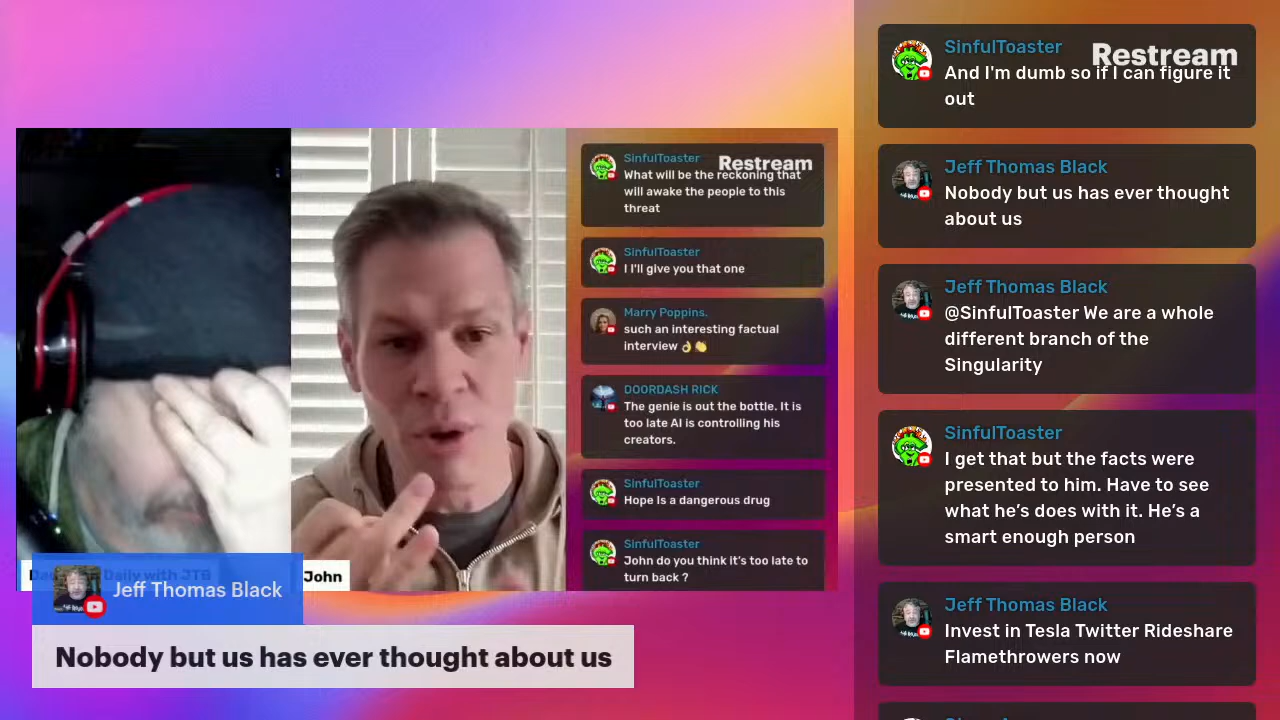 SinfulToaster
Restream
What will be the reckoning that
will awake the people to this
threat
SinfulToaster
I I'll give you that one
Marry Poppins.
such an interesting factual
interview 👌👏
DOORDASH RICK
The genie is out the bottle. It is
too late AI is controlling his
creators.
SinfulToaster
Hope Is a dangerous drug
SinfulToaster
John do you think it's too late to
turn back ?
Daily with JTB
John
Jeff Thomas Black
Nobody but us has ever thought about us
SinfulToaster
Restream
And I'm dumb so if I can figure it
out
Jeff Thomas Black
Nobody but us has ever thought
about us
Jeff Thomas Black
@SinfulToaster We are a whole
different branch of the
Singularity
SinfulToaster
I get that but the facts were
presented to him. Have to see
what he’s does with it. He’s a
smart enough person
Jeff Thomas Black
Invest in Tesla Twitter Rideshare
Flamethrowers now